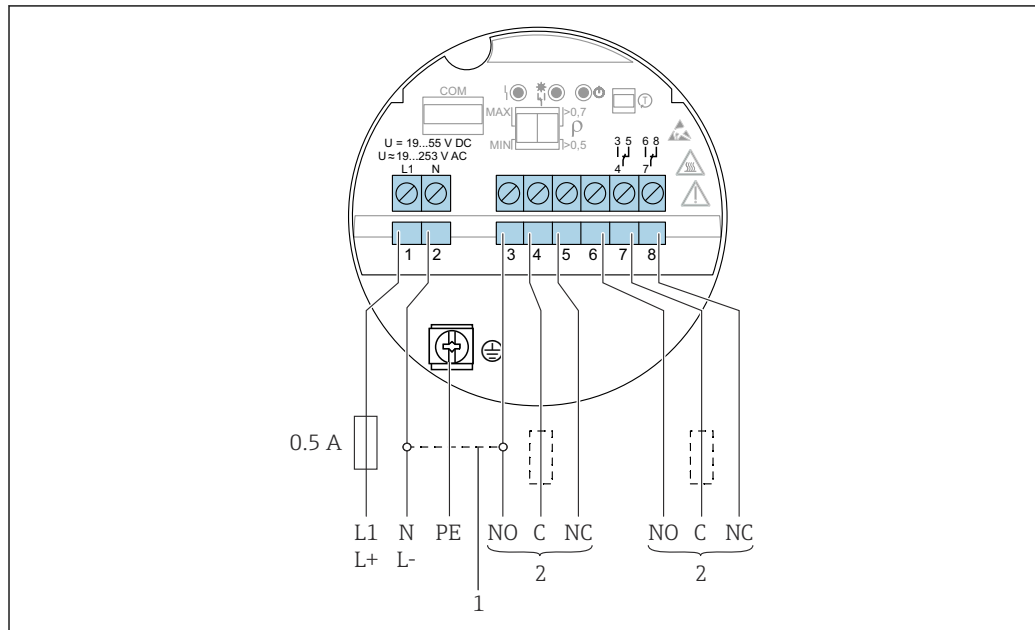 COM
MAX >0,7
ρ
MIN >0,5
U = 19...55 V DC
U≈19...253 V AC
L1 N
3 5 6 8
4 7
1 2 3 4 5 6 7 8
0.5 A
L1 N PE NO C NC NO C NC
L+ L- 2 2
1